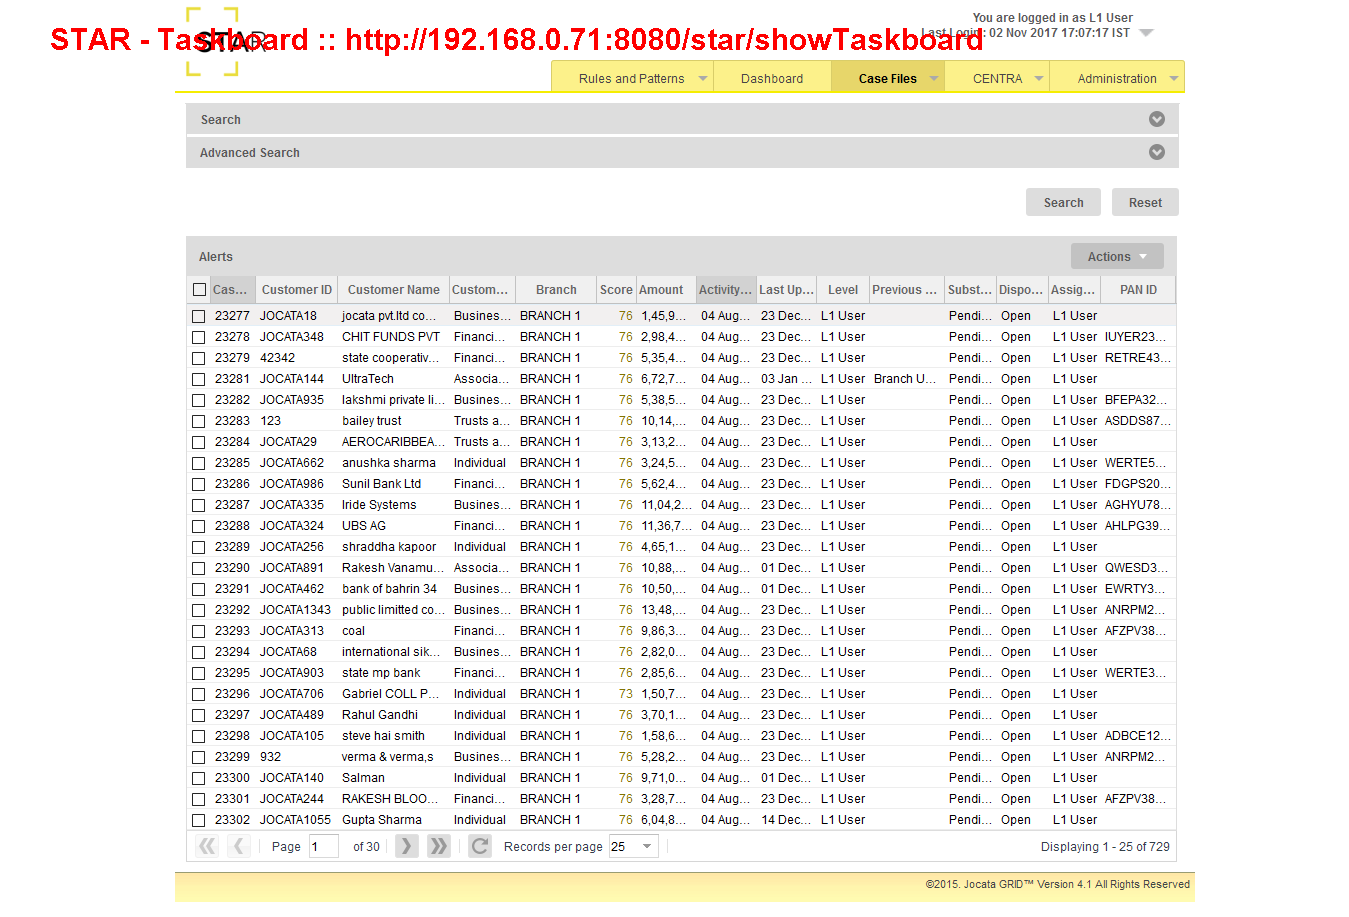 You are logged in as L1 User
STAR
STAR - Taskboard :: http://192.168.0.71:8080/star/showTaskboard
Last Login : 02 Nov 2017 17:07:17 IST
Rules and Patterns Dashboard Case Files CENTRA Administration
Search
Advanced Search
Search Reset
Alerts Actions
Cas... Customer ID Customer Name Custom... Branch Score Amount Activity... Last Up... Level Previous ... Subst... Dispo... Assig... PAN ID
23277 JOCATA18 jocata pvt.ltd co... Busines... BRANCH 1 76 1,45,9... 04 Aug... 23 Dec... L1 User Pendi... Open L1 User
23278 JOCATA348 CHIT FUNDS PVT Financi... BRANCH 1 76 2,98,4... 04 Aug... 23 Dec... L1 User Pendi... Open L1 User IUYER23...
23279 42342 state cooperativ... Financi... BRANCH 1 76 5,35,4... 04 Aug... 23 Dec... L1 User Pendi... Open L1 User RETRE43...
23281 JOCATA144 UltraTech Associa... BRANCH 1 76 6,72,7... 04 Aug... 03 Jan ... L1 User Branch U... Pendi... Open L1 User
23282 JOCATA935 lakshmi private li... Busines... BRANCH 1 76 5,38,5... 04 Aug... 23 Dec... L1 User Pendi... Open L1 User BFEPA32...
23283 123 bailey trust Trusts a... BRANCH 1 76 10,14,... 04 Aug... 23 Dec... L1 User Pendi... Open L1 User ASDDS87...
23284 JOCATA29 AEROCARIBBEA... Trusts a... BRANCH 1 76 3,13,2... 04 Aug... 23 Dec... L1 User Pendi... Open L1 User
23285 JOCATA662 anushka sharma Individual BRANCH 1 76 3,24,5... 04 Aug... 23 Dec... L1 User Pendi... Open L1 User WERTE5...
23286 JOCATA986 Sunil Bank Ltd Financi... BRANCH 1 76 5,62,4... 04 Aug... 23 Dec... L1 User Pendi... Open L1 User FDGPS20...
23287 JOCATA335 Iride Systems Busines... BRANCH 1 76 11,04,2... 04 Aug... 23 Dec... L1 User Pendi... Open L1 User AGHYU78...
23288 JOCATA324 UBS AG Financi... BRANCH 1 76 11,36,7... 04 Aug... 23 Dec... L1 User Pendi... Open L1 User AHLPG39...
23289 JOCATA256 shraddha kapoor Individual BRANCH 1 76 4,65,1... 04 Aug... 23 Dec... L1 User Pendi... Open L1 User
23290 JOCATA891 Rakesh Vanamu... Associa... BRANCH 1 76 10,88,... 04 Aug... 01 Dec... L1 User Pendi... Open L1 User QWESD3...
23291 JOCATA462 bank of bahrin 34 Busines... BRANCH 1 76 10,50,... 04 Aug... 01 Dec... L1 User Pendi... Open L1 User EWRTY3...
23292 JOCATA1343 public limitted co... Busines... BRANCH 1 76 13,48,... 04 Aug... 23 Dec... L1 User Pendi... Open L1 User ANRPM2...
23293 JOCATA313 coal Financi... BRANCH 1 76 9,86,3... 04 Aug... 23 Dec... L1 User Pendi... Open L1 User AFZPV38...
23294 JOCATA68 international sik... Busines... BRANCH 1 76 2,82,0... 04 Aug... 23 Dec... L1 User Pendi... Open L1 User
23295 JOCATA903 state mp bank Financi... BRANCH 1 76 2,85,6... 04 Aug... 23 Dec... L1 User Pendi... Open L1 User WERTE3...
23296 JOCATA706 Gabriel COLL P... Individual BRANCH 1 73 1,50,7... 04 Aug... 23 Dec... L1 User Pendi... Open L1 User
23297 JOCATA489 Rahul Gandhi Individual BRANCH 1 76 3,70,1... 04 Aug... 23 Dec... L1 User Pendi... Open L1 User
23298 JOCATA105 steve hai smith Individual BRANCH 1 76 1,58,6... 04 Aug... 23 Dec... L1 User Pendi... Open L1 User ADBCE12...
23299 932 verma & verma,s Busines... BRANCH 1 76 5,28,2... 04 Aug... 23 Dec... L1 User Pendi... Open L1 User ANRPM2...
23300 JOCATA140 Salman Individual BRANCH 1 76 9,71,0... 04 Aug... 01 Dec... L1 User Pendi... Open L1 User
23301 JOCATA244 RAKESH BLOO... Financi... BRANCH 1 76 3,28,7... 04 Aug... 23 Dec... L1 User Pendi... Open L1 User AFZPV38...
23302 JOCATA1055 Gupta Sharma Individual BRANCH 1 76 6,04,8... 04 Aug... 14 Dec... L1 User Pendi... Open L1 User
Page 1 of 30 Records per page 25 Displaying 1 - 25 of 729
©2015. Jocata GRID™ Version 4.1 All Rights Reserved